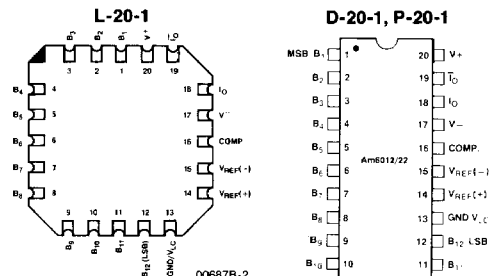 L-20-1
B3 B2 B1 V+ I̅O
3 2 1 20 19
B4 4
B5 5
B6 6
B7 7
B8 8
18 IO
17 V−
16 COMP
15 VREF(−)
14 VREF(+)
9 10 11 12 13
B9 B10 B11 B12 (LSB) GND/VLC
00687B-2
D-20-1, P-20-1
MSB B1 1 20 V+
B2 2 19 I̅O
B3 3 18 IO
B4 4 17 V−
B5 5 16 COMP.
Am6012/22
B6 6 15 VREF(−)
B7 7 14 VREF(+)
B8 8 13 GND VLC
B9 9 12 B12 LSB
B10 10 11 B11